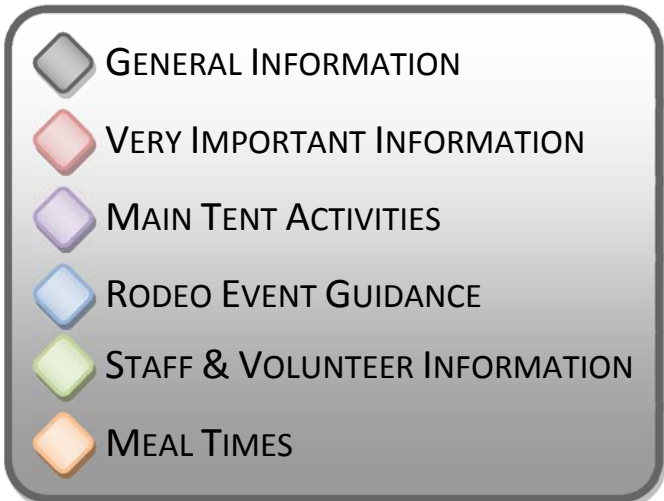 GENERAL INFORMATION
VERY IMPORTANT INFORMATION
MAIN TENT ACTIVITIES
RODEO EVENT GUIDANCE
STAFF & VOLUNTEER INFORMATION
MEAL TIMES